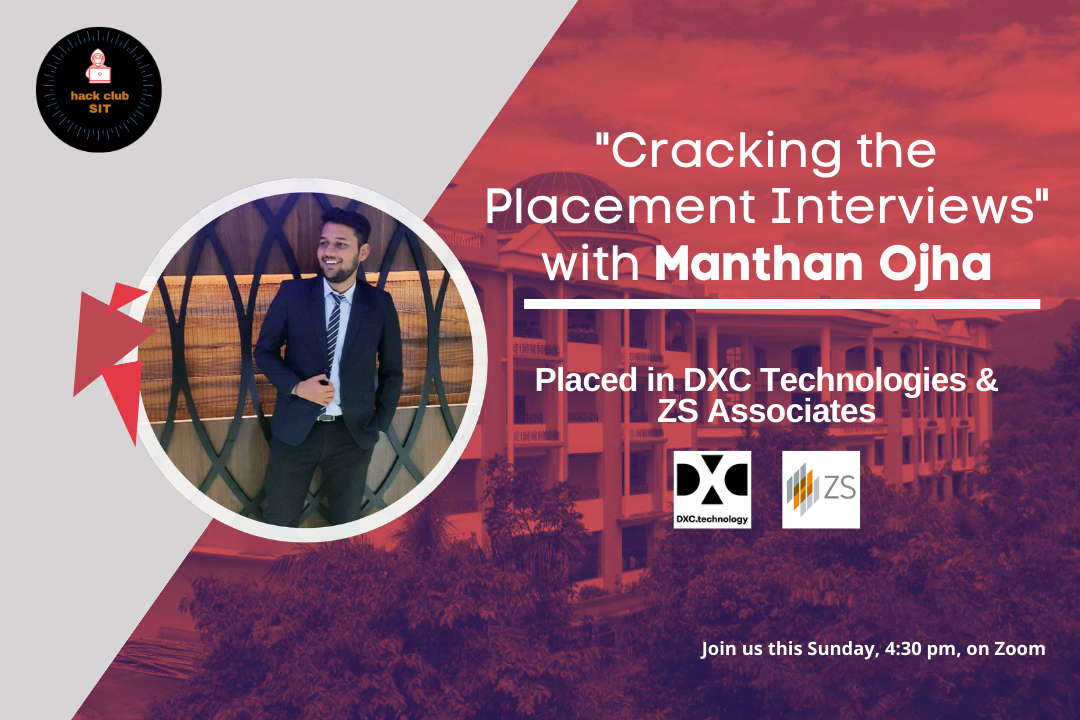 hack club
SIT
"Cracking the
Placement Interviews"
with Manthan Ojha
Placed in DXC Technologies &
ZS Associates
DXC.technology
ZS
Join us this Sunday, 4:30 pm, on Zoom